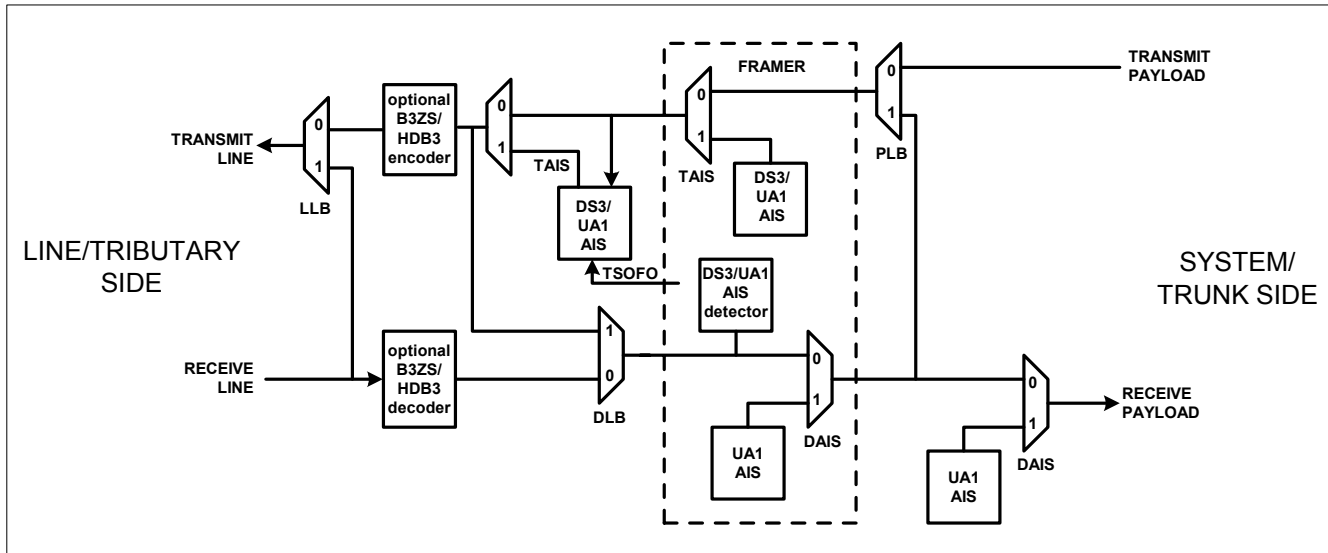 FRAMER
TRANSMIT
PAYLOAD
0
1
PLB
0
1
TAIS
DS3/
UA1
AIS
0
1
TAIS
DS3/
UA1
AIS
TSOFO
optional
B3ZS/
HDB3
encoder
0
1
LLB
TRANSMIT
LINE
LINE/TRIBUTARY
SIDE
SYSTEM/
TRUNK SIDE
RECEIVE
LINE
optional
B3ZS/
HDB3
decoder
1
0
DLB
DS3/UA1
AIS
detector
0
1
DAIS
UA1
AIS
0
1
DAIS
UA1
AIS
RECEIVE
PAYLOAD